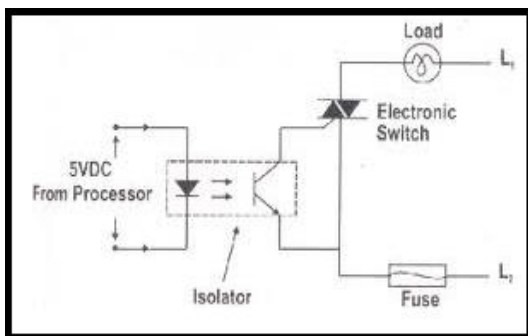 Load
L₁
Electronic
Switch
5VDC
From Processor
Isolator
Fuse
L₂